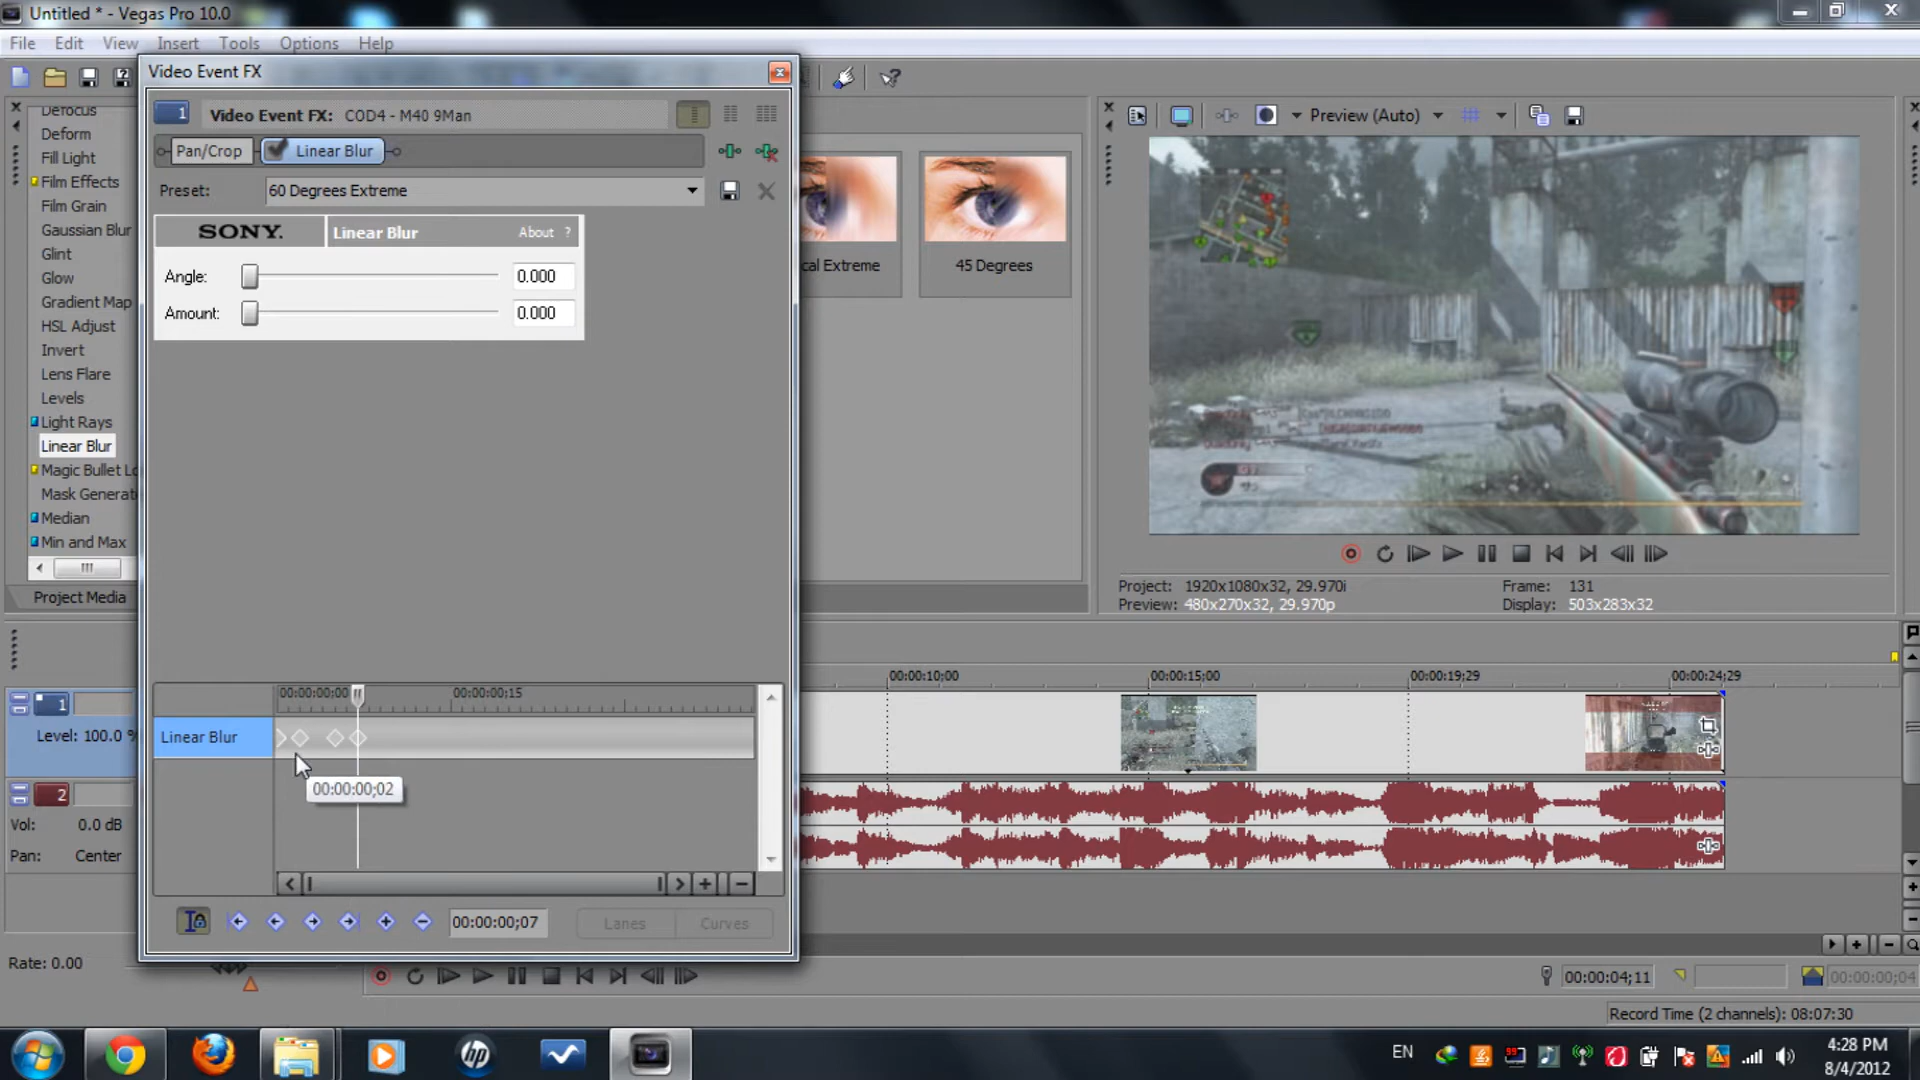 Untitled * - Vegas Pro 10.0
File Edit View Insert Tools Options Help
Video Event FX
1 Video Event FX: COD4 - M40 9Man
Pan/Crop Linear Blur
Preset: 60 Degrees Extreme
SONY. Linear Blur About ?
Angle: 0.000
Amount: 0.000
Defocus
Deform
Fill Light
Film Effects
Film Grain
Gaussian Blur
Glint
Glow
Gradient Map
HSL Adjust
Invert
Lens Flare
Levels
Light Rays
Linear Blur
Magic Bullet Lo
Mask Generat
Median
Min and Max
Project Media
cal Extreme
45 Degrees
Preview (Auto)
Project: 1920x1080x32, 29.970i
Preview: 480x270x32, 29.970p
Frame: 131
Display: 503x283x32
00:00:00;00 00:00:00;15
Linear Blur
00:00:00;02
00:00:00;07
Lanes Curves
00:00:10;00 00:00:15;00 00:00:19;29 00:00:24;29
1
Level: 100.0 %
2
Vol: 0.0 dB
Pan: Center
Rate: 0.00
00:00:04;11
00:00:00;04
Record Time (2 channels): 08:07:30
hp
EN
99
4:28 PM
8/4/2012